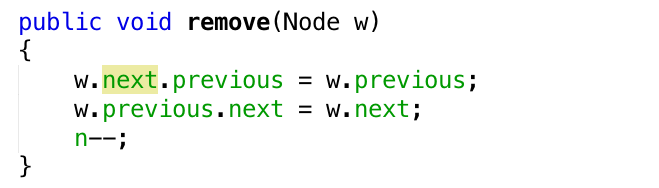 public void remove(Node w)
{
w.next.previous = w.previous;
w.previous.next = w.next;
n--;
}